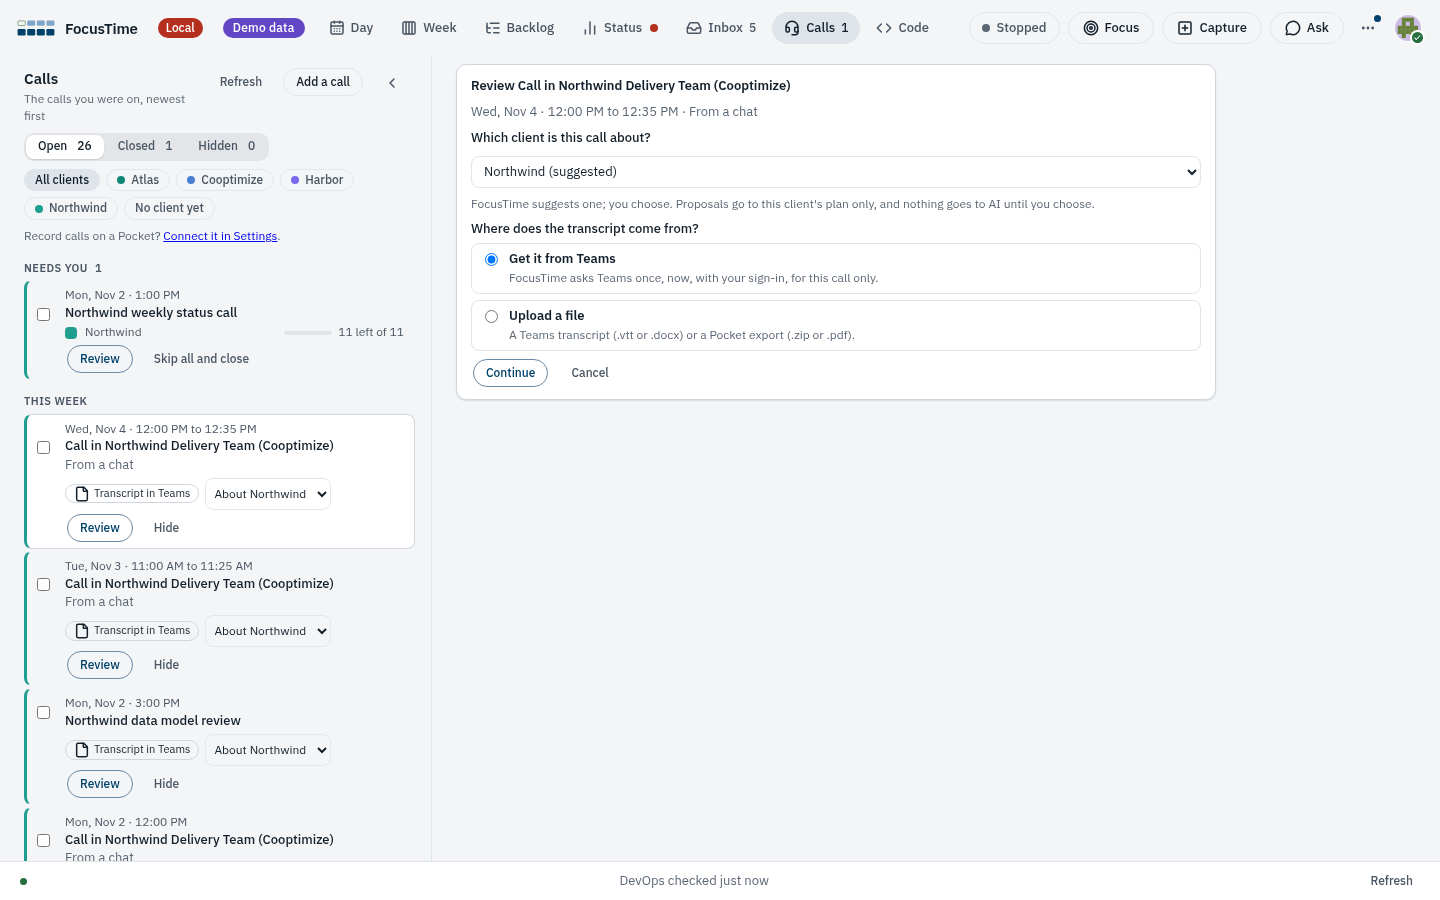 FocusTime
Local
Demo data
Day
Week
Backlog
Status
Inbox 5
Calls 1
Code
Stopped
Focus
Capture
Ask
Calls
The calls you were on, newest first
Refresh
Add a call
Open 26
Closed 1
Hidden 0
All clients
Atlas
Cooptimize
Harbor
Northwind
No client yet
Record calls on a Pocket? Connect it in Settings.
NEEDS YOU 1
Mon, Nov 2 · 1:00 PM
Northwind weekly status call
Northwind
11 left of 11
Review
Skip all and close
THIS WEEK
Wed, Nov 4 · 12:00 PM to 12:35 PM
Call in Northwind Delivery Team (Cooptimize)
From a chat
Transcript in Teams
About Northwind
Review
Hide
Tue, Nov 3 · 11:00 AM to 11:25 AM
Call in Northwind Delivery Team (Cooptimize)
From a chat
Transcript in Teams
About Northwind
Review
Hide
Mon, Nov 2 · 3:00 PM
Northwind data model review
Transcript in Teams
About Northwind
Review
Hide
Mon, Nov 2 · 12:00 PM
Call in Northwind Delivery Team (Cooptimize)
From a chat
Review Call in Northwind Delivery Team (Cooptimize)
Wed, Nov 4 · 12:00 PM to 12:35 PM · From a chat
Which client is this call about?
Northwind (suggested)
FocusTime suggests one; you choose. Proposals go to this client's plan only, and nothing goes to AI until you choose.
Where does the transcript come from?
Get it from Teams
FocusTime asks Teams once, now, with your sign-in, for this call only.
Upload a file
A Teams transcript (.vtt or .docx) or a Pocket export (.zip or .pdf).
Continue
Cancel
DevOps checked just now
Refresh